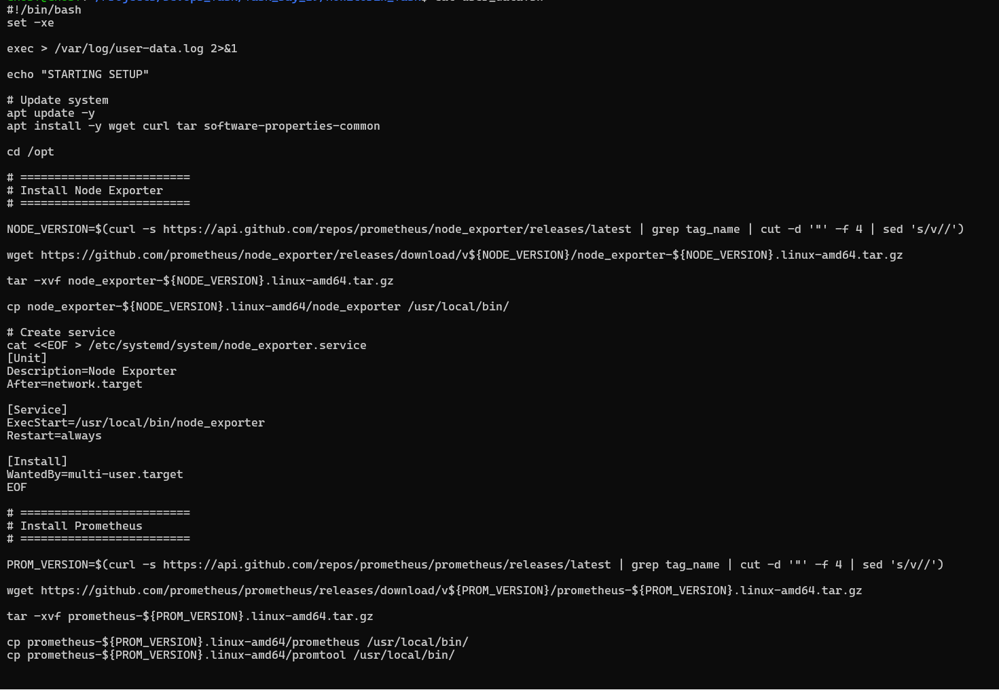 #!/bin/bash
set -xe

exec > /var/log/user-data.log 2>&1

echo "STARTING SETUP"

# Update system
apt update -y
apt install -y wget curl tar software-properties-common

cd /opt

# =========================
# Install Node Exporter
# =========================

NODE_VERSION=$(curl -s https://api.github.com/repos/prometheus/node_exporter/releases/latest | grep tag_name | cut -d '"' -f 4 | sed 's/v//')

wget https://github.com/prometheus/node_exporter/releases/download/v${NODE_VERSION}/node_exporter-${NODE_VERSION}.linux-amd64.tar.gz

tar -xvf node_exporter-${NODE_VERSION}.linux-amd64.tar.gz

cp node_exporter-${NODE_VERSION}.linux-amd64/node_exporter /usr/local/bin/

# Create service
cat <<EOF > /etc/systemd/system/node_exporter.service
[Unit]
Description=Node Exporter
After=network.target

[Service]
ExecStart=/usr/local/bin/node_exporter
Restart=always

[Install]
WantedBy=multi-user.target
EOF

# =========================
# Install Prometheus
# =========================

PROM_VERSION=$(curl -s https://api.github.com/repos/prometheus/prometheus/releases/latest | grep tag_name | cut -d '"' -f 4 | sed 's/v//')

wget https://github.com/prometheus/prometheus/releases/download/v${PROM_VERSION}/prometheus-${PROM_VERSION}.linux-amd64.tar.gz

tar -xvf prometheus-${PROM_VERSION}.linux-amd64.tar.gz

cp prometheus-${PROM_VERSION}.linux-amd64/prometheus /usr/local/bin/
cp prometheus-${PROM_VERSION}.linux-amd64/promtool /usr/local/bin/